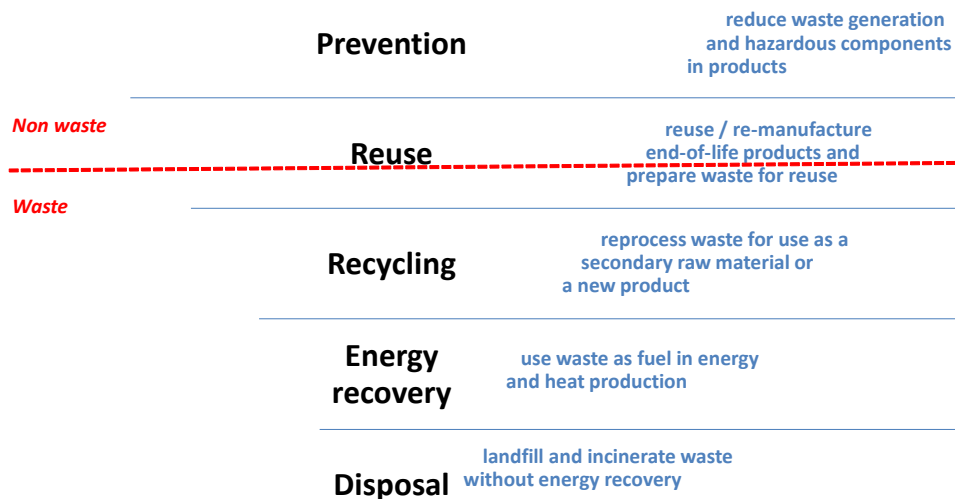 Prevention
reduce waste generation
and hazardous components
in products
Non waste
Reuse
reuse / re-manufacture
end-of-life products and
prepare waste for reuse
Waste
Recycling
reprocess waste for use as a
secondary raw material or
a new product
Energy
recovery
use waste as fuel in energy
and heat production
Disposal
landfill and incinerate waste
without energy recovery